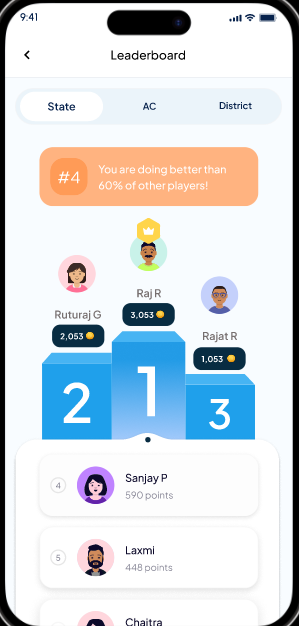 9:41
Leaderboard
State
AC
District
#4
You are doing better than
60% of other players!
Raj R
3,053
Ruturaj G
2,053
Rajat R
1,053
1
2
3
4
Sanjay P
590 points
5
Laxmi
448 points
Chaitra